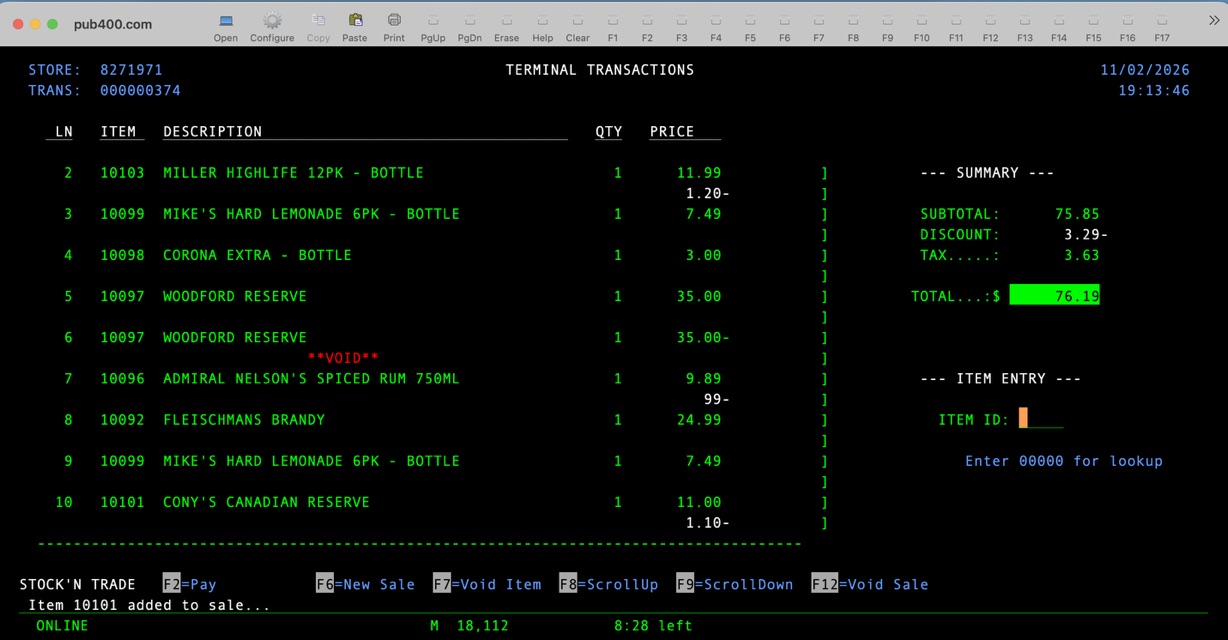 pub400.com
Open Configure Copy Paste Print PgUp PgDn Erase Help Clear F1 F2 F3 F4 F5 F6 F7 F8 F9 F10 F11 F12 F13 F14 F15 F16 F17
STORE: 8271971 TERMINAL TRANSACTIONS 11/02/2026
TRANS: 000000374 19:13:46
LN ITEM DESCRIPTION QTY PRICE
2 10103 MILLER HIGHLIFE 12PK - BOTTLE 1 11.99 ] --- SUMMARY ---
1.20- ]
3 10099 MIKE'S HARD LEMONADE 6PK - BOTTLE 1 7.49 ] SUBTOTAL: 75.85
] DISCOUNT: 3.29-
4 10098 CORONA EXTRA - BOTTLE 1 3.00 ] TAX.....: 3.63
]
5 10097 WOODFORD RESERVE 1 35.00 ] TOTAL...:$ 76.19
]
6 10097 WOODFORD RESERVE 1 35.00- ]
**VOID** ]
7 10096 ADMIRAL NELSON'S SPICED RUM 750ML 1 9.89 ] --- ITEM ENTRY ---
99- ]
8 10092 FLEISCHMANS BRANDY 1 24.99 ] ITEM ID:
]
9 10099 MIKE'S HARD LEMONADE 6PK - BOTTLE 1 7.49 ] Enter 00000 for lookup
]
10 10101 CONY'S CANADIAN RESERVE 1 11.00 ]
1.10- ]
-------------------------------------------------------------------------------------
STOCK'N TRADE F2=Pay F6=New Sale F7=Void Item F8=ScrollUp F9=ScrollDown F12=Void Sale
Item 10101 added to sale...
ONLINE M 18,112 8:28 left